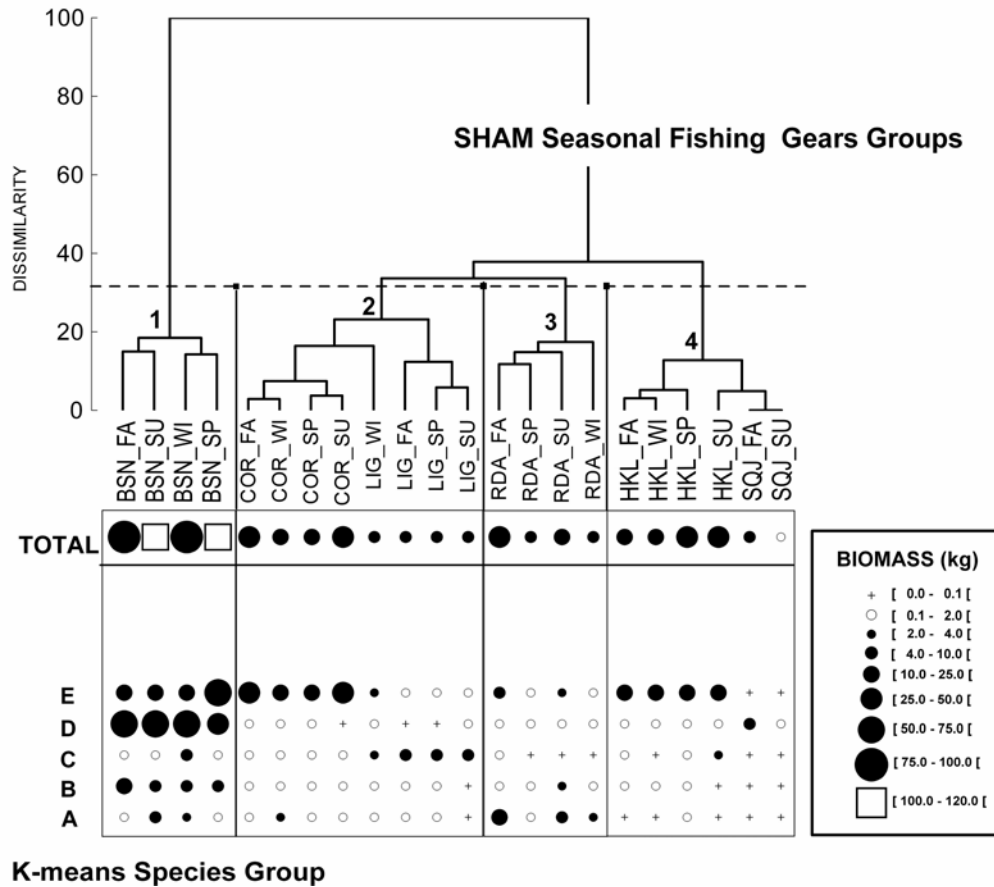 100
80
SHAM Seasonal Fishing Gears Groups
60
DISSIMILARITY
40
20
0
1
2
3
4
BSN_FA
BSN_SU
BSN_WI
BSN_SP
COR_FA
COR_WI
COR_SP
COR_SU
LIG_WI
LIG_FA
LIG_SP
LIG_SU
RDA_FA
RDA_SP
RDA_SU
RDA_WI
HKL_FA
HKL_WI
HKL_SP
HKL_SU
SQJ_FA
SQJ_SU
TOTAL
E
D
C
B
A
BIOMASS (kg)
[ 0.0 - 0.1 [
[ 0.1 - 2.0 [
[ 2.0 - 4.0 [
[ 4.0 - 10.0 [
[ 10.0 - 25.0 [
[ 25.0 - 50.0 [
[ 50.0 - 75.0 [
[ 75.0 - 100.0 [
[ 100.0 - 120.0 [
K-means Species Group